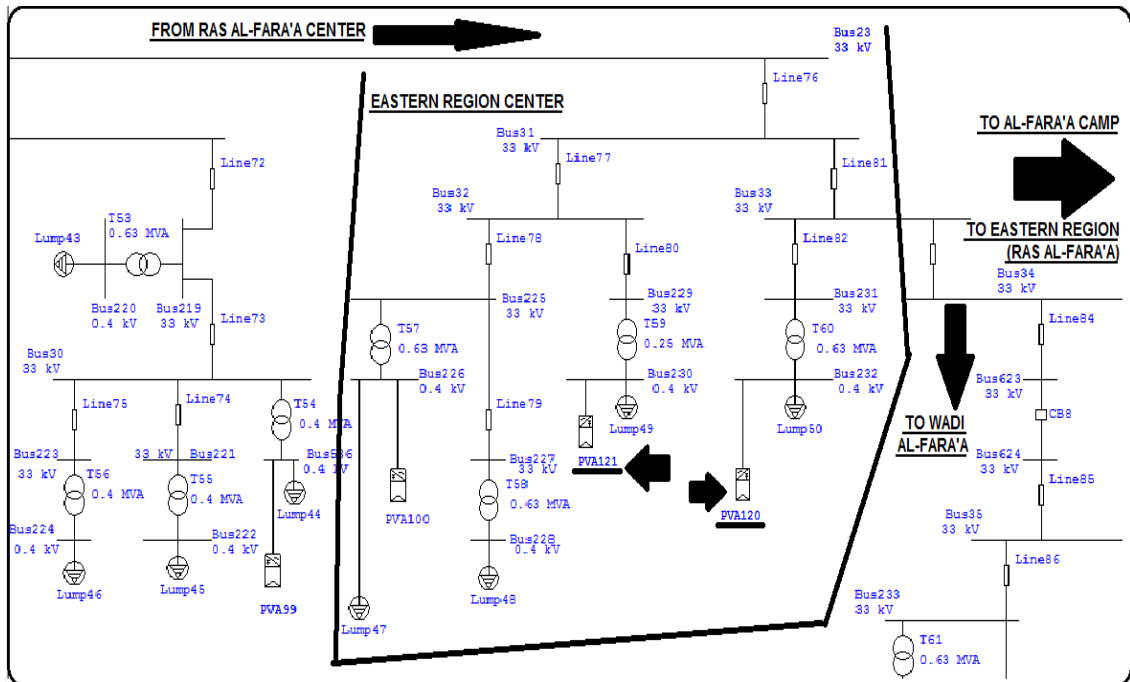 FROM RAS AL-FARA'A CENTER
Bus23
33 kV
Line76
EASTERN REGION CENTER
TO AL-FARA'A CAMP
Bus31
33 kV
Line72
Line77
Line81
Bus32
33 kV
Bus33
33 kV
T53
0.63 MVA
Lump43
Line78
Line80
Line82
TO EASTERN REGION
(RAS AL-FARA'A)
Bus34
33 kV
Bus220
0.4 kV
Bus219
33 kV
Line73
Bus225
33 kV
Bus229
33 kV
Bus231
33 kV
Line84
T57
0.63 MVA
T59
0.25 MVA
T60
0.63 MVA
Bus30
33 kV
Bus226
0.4 kV
Bus230
0.4 kV
Bus232
0.4 kV
Bus623
33 kV
CB8
Line75
Line74
T54
0.4 MVA
Line79
Lump49
Lump50
TO WADI
AL-FARA'A
Bus223
33 kV
33 kV
Bus221
Bus536
0.4 kV
Bus227
33 kV
PVA121
Bus624
33 kV
T56
0.4 MVA
T55
0.4 MVA
T58
0.63 MVA
Line85
Lump44
PVA100
PVA120
Bus224
0.4 kV
Bus222
0.4 kV
Bus228
0.4 kV
Bus35
33 kV
Line86
Lump46
Lump45
PVA99
Lump48
Bus233
33 kV
Lump47
T61
0.63 MVA